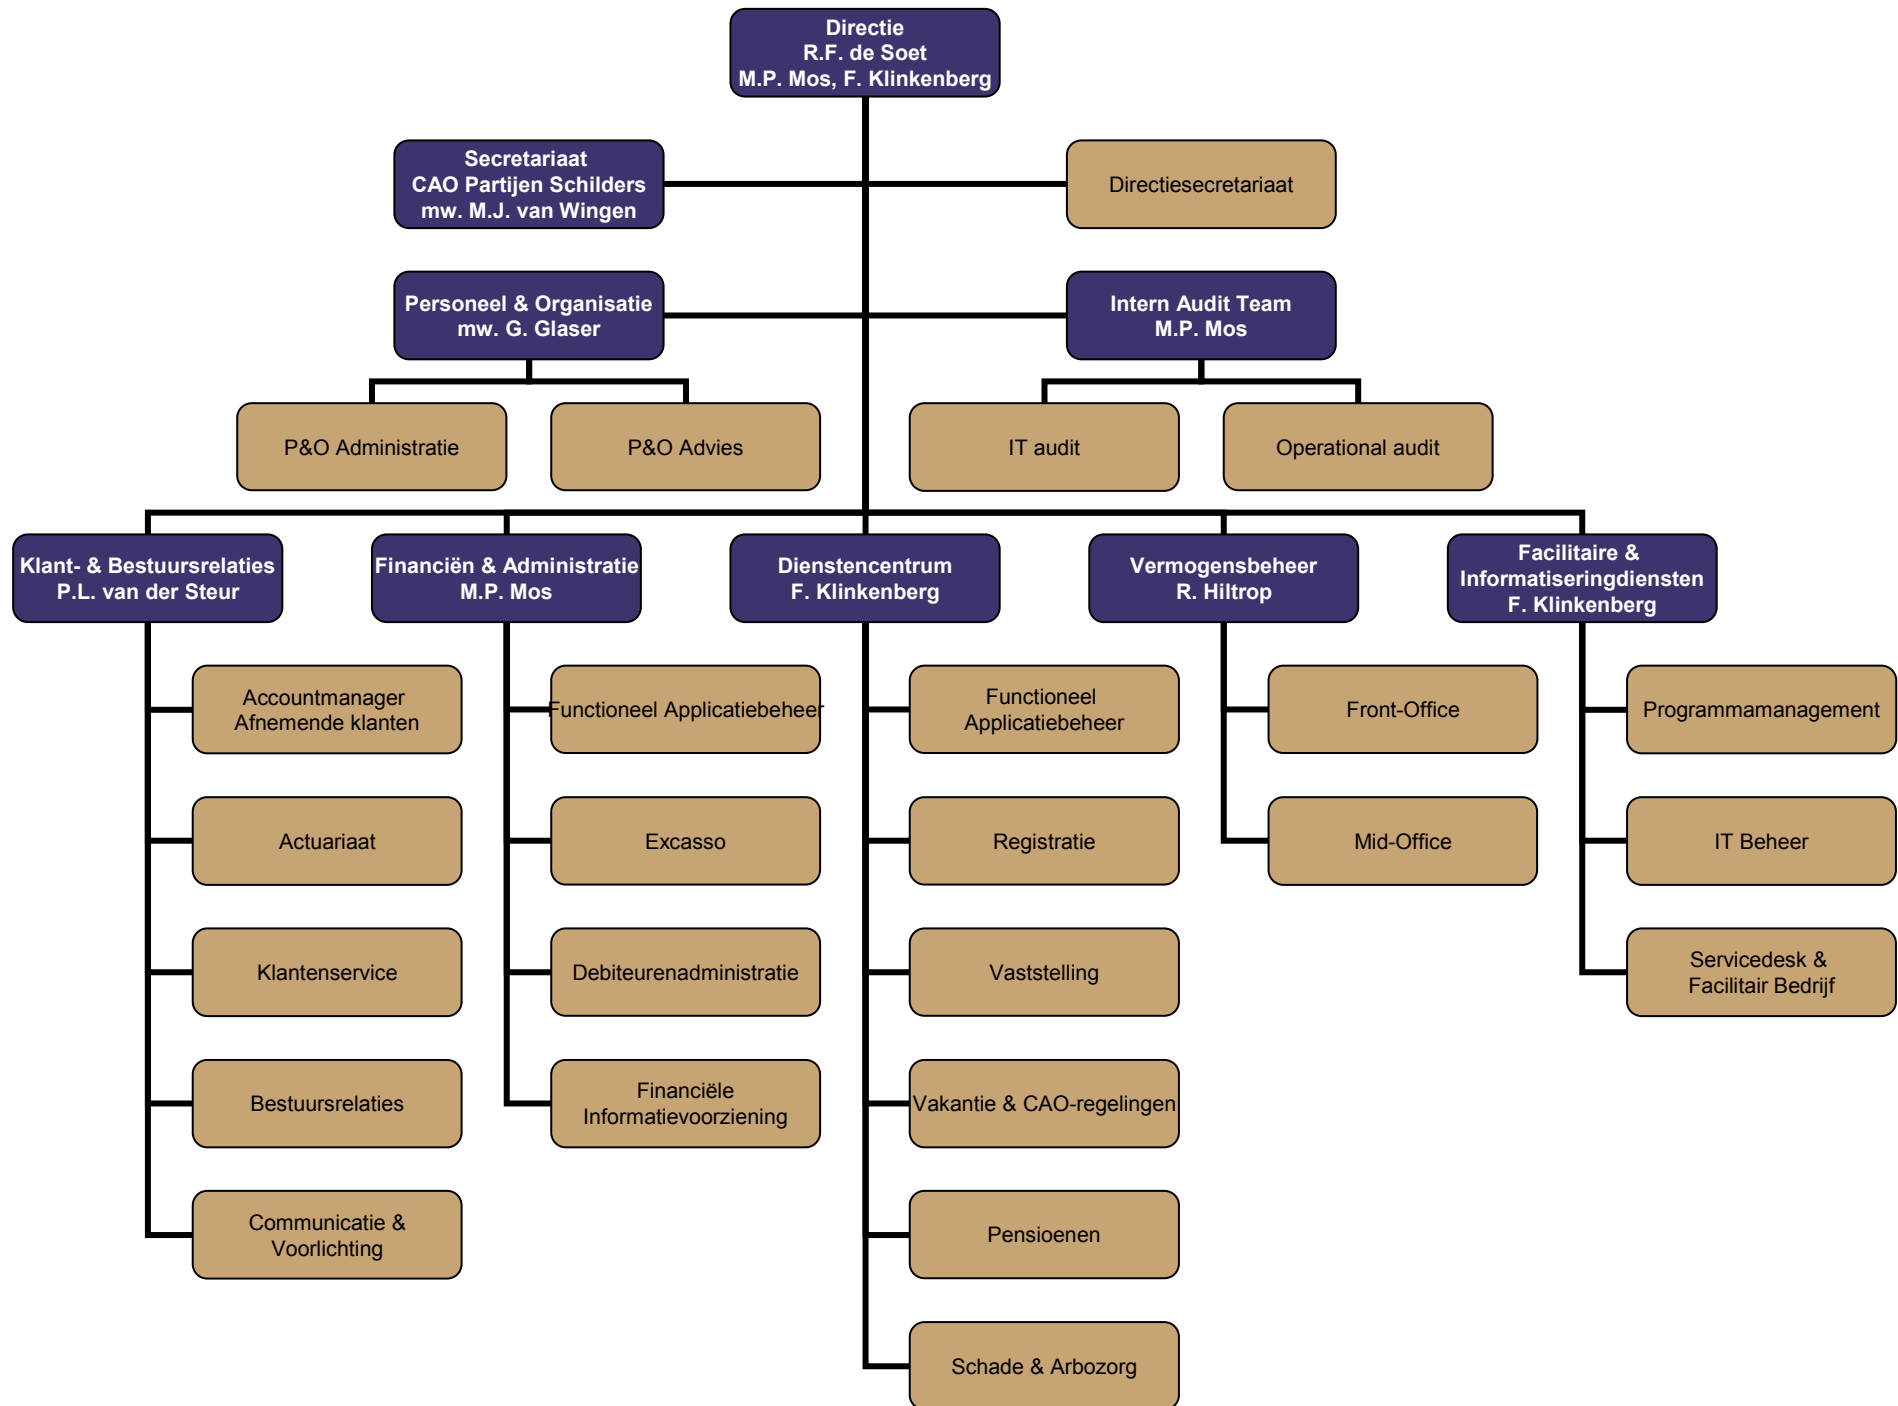 Directie
R.F. de Soet
M.P. Mos, F. Klinkenberg
Secretariaat
CAO Partijen Schilders
mw. M.J. van Wingen
Directiesecretariaat
Personeel & Organisatie
mw. G. Glaser
Intern Audit Team
M.P. Mos
P&O Administratie
P&O Advies
IT audit
Operational audit
Klant- & Bestuursrelaties
P.L. van der Steur
Financiën & Administratie
M.P. Mos
Dienstencentrum
F. Klinkenberg
Vermogensbeheer
R. Hiltrop
Facilitaire &
Informatiseringdiensten
F. Klinkenberg
Accountmanager
Afnemende klanten
Functioneel Applicatiebeheer
Functioneel
Applicatiebeheer
Front-Office
Programmamanagement
Actuariaat
Excasso
Registratie
Mid-Office
IT Beheer
Klantenservice
Debiteurenadministratie
Vaststelling
Servicedesk &
Facilitair Bedrijf
Bestuursrelaties
Financiële
Informatievoorziening
Vakantie & CAO-regelingen
Communicatie &
Voorlichting
Pensioenen
Schade & Arbozorg